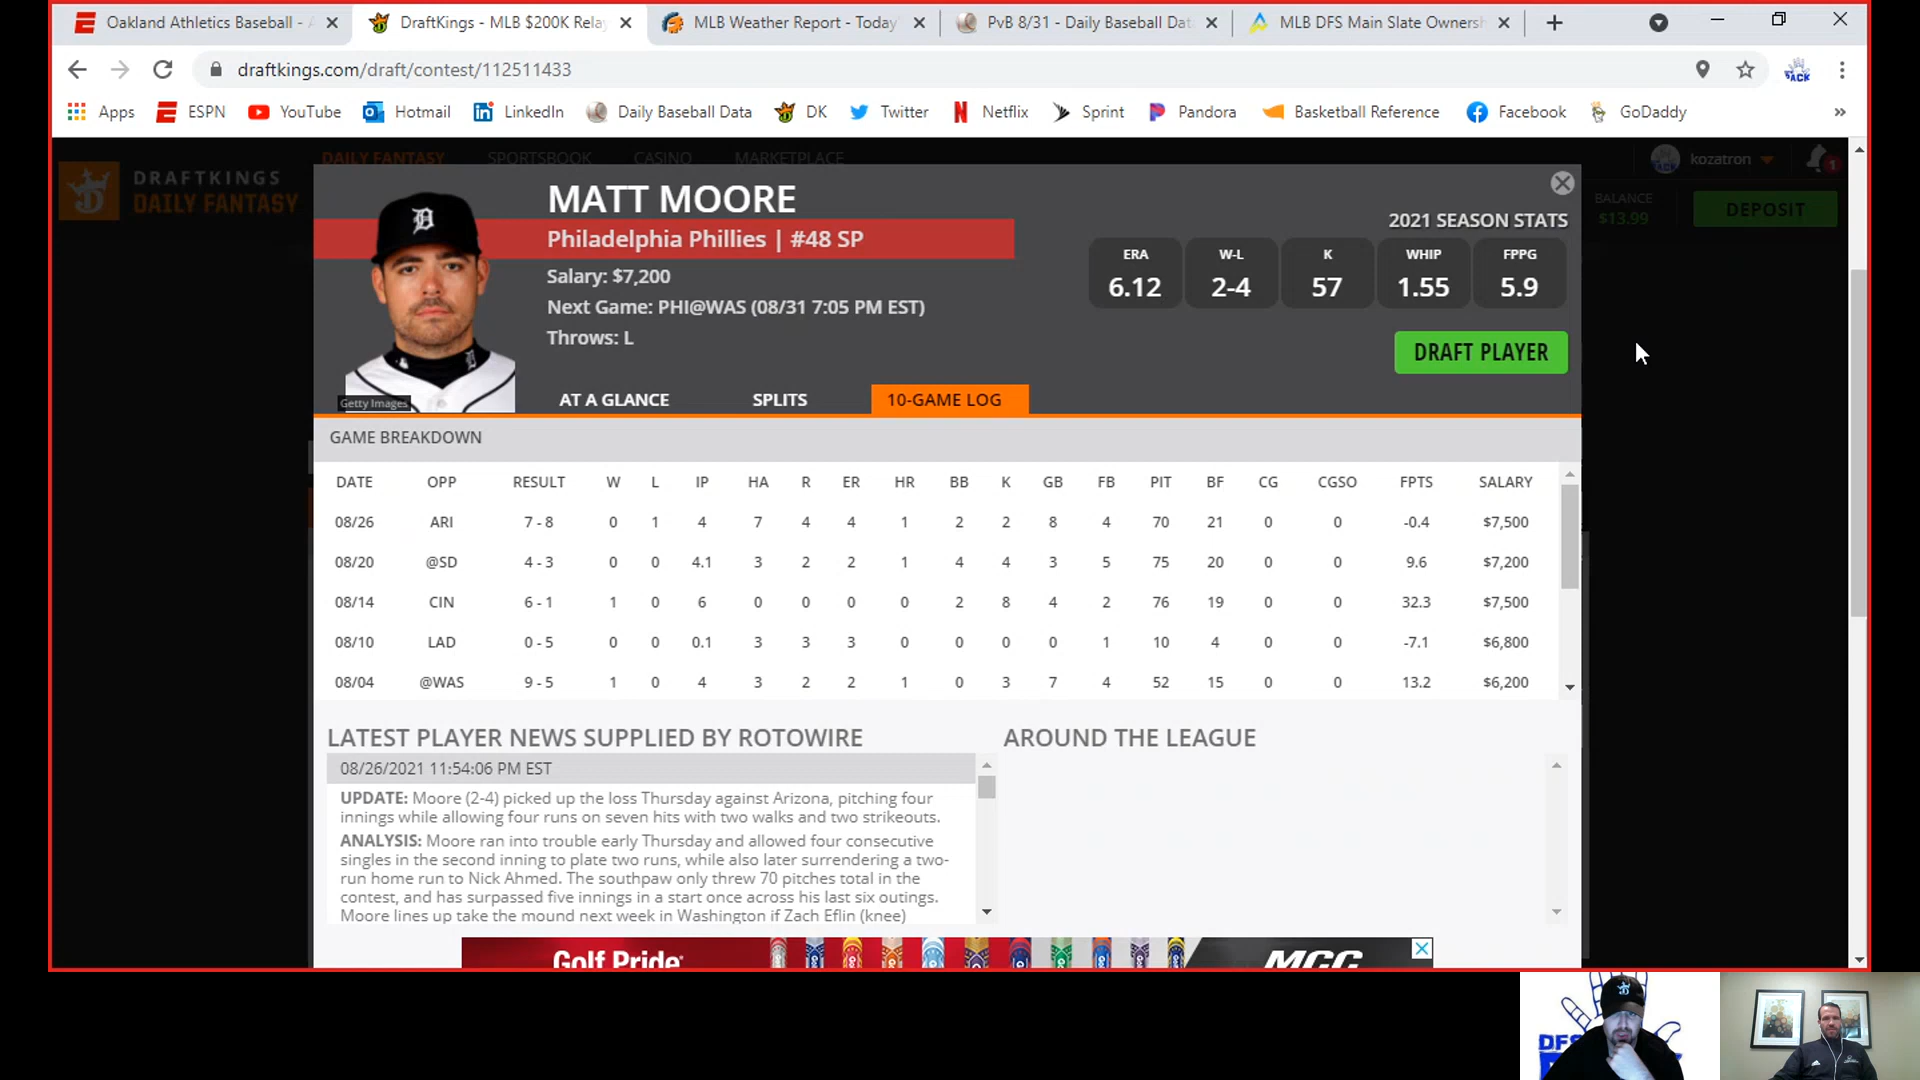 Oakland Athletics Baseball - A
DraftKings - MLB $200K Relay
MLB Weather Report - Today'
PvB 8/31 - Daily Baseball Data
MLB DFS Main Slate Ownersh
draftkings.com/draft/contest/112511433
Apps ESPN YouTube Hotmail LinkedIn Daily Baseball Data DK Twitter Netflix Sprint Pandora Basketball Reference Facebook GoDaddy »
DAILY FANTASY SPORTSBOOK CASINO MARKETPLACE
kozatron 1
DRAFTKINGS
DAILY FANTASY
BALANCE
$13.99
DEPOSIT
MATT MOORE
Philadelphia Phillies | #48 SP
Salary: $7,200
Next Game: PHI@WAS (08/31 7:05 PM EST)
Throws: L
2021 SEASON STATS
ERA W-L K WHIP FPPG
6.12 2-4 57 1.55 5.9
DRAFT PLAYER
Getty Images
AT A GLANCE SPLITS 10-GAME LOG
GAME BREAKDOWN
DATE OPP RESULT W L IP HA R ER HR BB K GB FB PIT BF CG CGSO FPTS SALARY
08/26 ARI 7 - 8 0 1 4 7 4 4 1 2 2 8 4 70 21 0 0 -0.4 $7,500
08/20 @SD 4 - 3 0 0 4.1 3 2 2 1 4 4 3 5 75 20 0 0 9.6 $7,200
08/14 CIN 6 - 1 1 0 6 0 0 0 0 2 8 4 2 76 19 0 0 32.3 $7,500
08/10 LAD 0 - 5 0 0 0.1 3 3 3 0 0 0 0 1 10 4 0 0 -7.1 $6,800
08/04 @WAS 9 - 5 1 0 4 3 2 2 1 0 3 7 4 52 15 0 0 13.2 $6,200
LATEST PLAYER NEWS SUPPLIED BY ROTOWIRE
AROUND THE LEAGUE
08/26/2021 11:54:06 PM EST
UPDATE: Moore (2-4) picked up the loss Thursday against Arizona, pitching four
innings while allowing four runs on seven hits with two walks and two strikeouts.
ANALYSIS: Moore ran into trouble early Thursday and allowed four consecutive
singles in the second inning to plate two runs, while also later surrendering a two-
run home run to Nick Ahmed. The southpaw only threw 70 pitches total in the
contest, and has surpassed five innings in a start once across his last six outings.
Moore lines up take the mound next week in Washington if Zach Eflin (knee)
Golf Pride
MCC
DFS